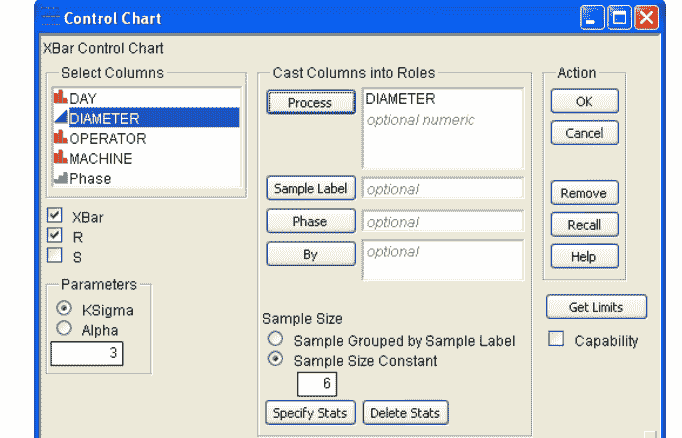 Control Chart
XBar Control Chart
Select Columns
DAY
DIAMETER
OPERATOR
MACHINE
Phase
XBar
R
S
Parameters
KSigma
Alpha
3
Cast Columns into Roles
Process
DIAMETER
optional numeric
Sample Label
optional
Phase
optional
By
optional
Sample Size
Sample Grouped by Sample Label
Sample Size Constant
6
Specify Stats
Delete Stats
Action
OK
Cancel
Remove
Recall
Help
Get Limits
Capability